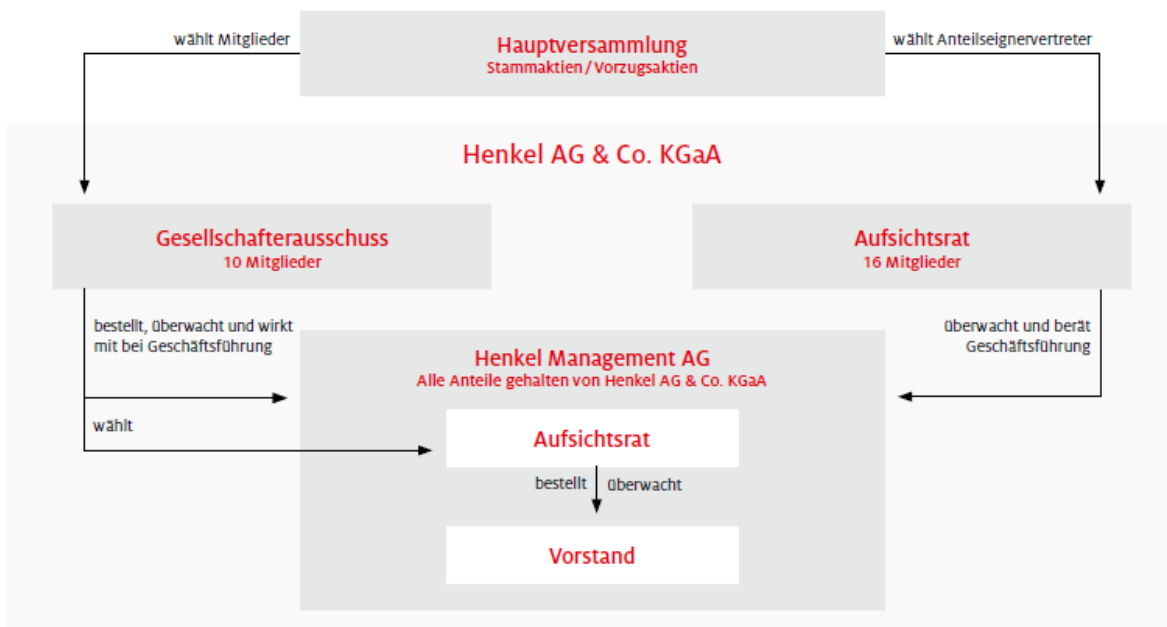 wählt Mitglieder
Hauptversammlung
Stammaktien / Vorzugsaktien
wählt Anteilseignervertreter
Henkel AG & Co. KGaA
Gesellschafterausschuss
10 Mitglieder
Aufsichtsrat
16 Mitglieder
bestellt, überwacht und wirkt
mit bei Geschäftsführung
überwacht und berät
Geschäftsführung
Henkel Management AG
Alle Anteile gehalten von Henkel AG & Co. KGaA
wählt
Aufsichtsrat
bestellt
überwacht
Vorstand